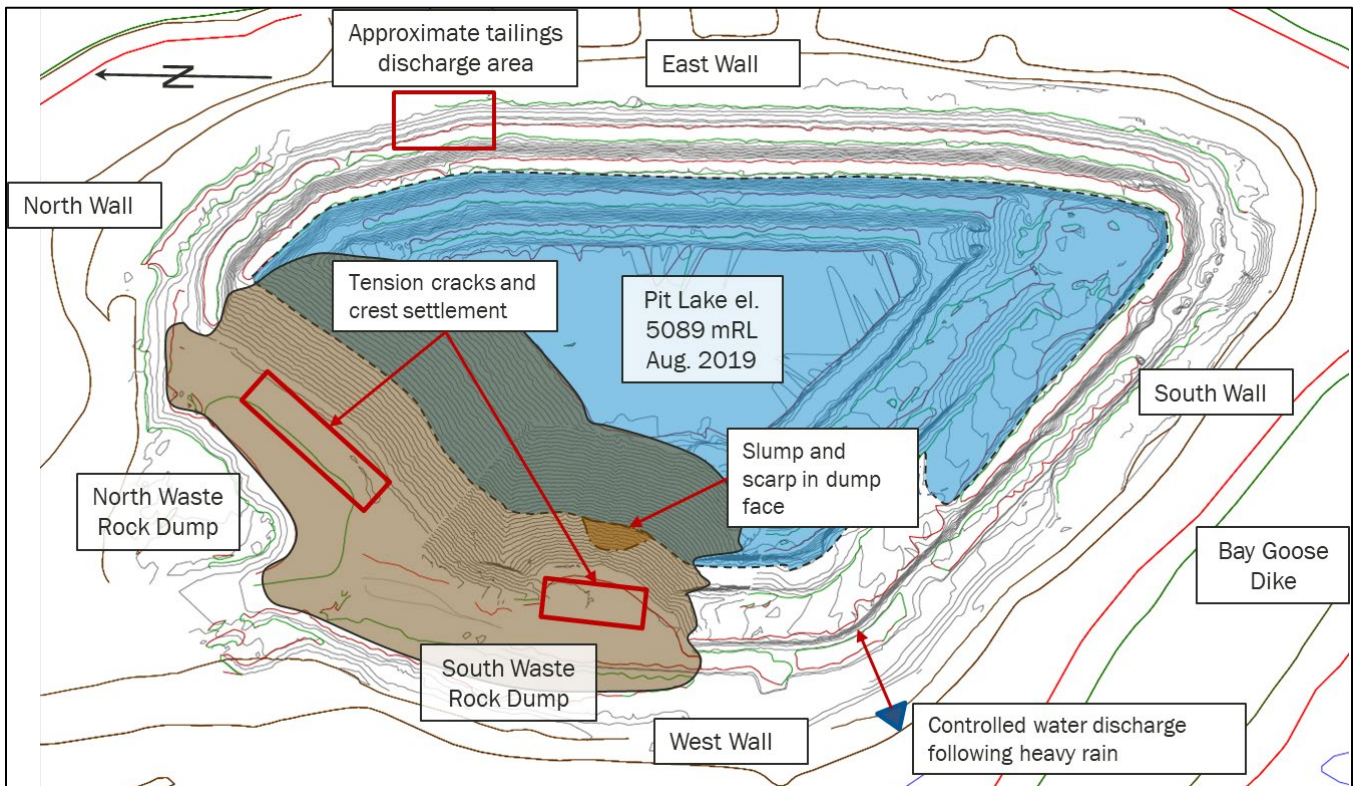 Approximate tailings
discharge area
East Wall
N
North Wall
Tension cracks and
crest settlement
Pit Lake el.
5089 mRL
Aug. 2019
South Wall
Slump and
scarp in dump
face
North Waste
Rock Dump
Bay Goose
Dike
South Waste
Rock Dump
West Wall
Controlled water discharge
following heavy rain